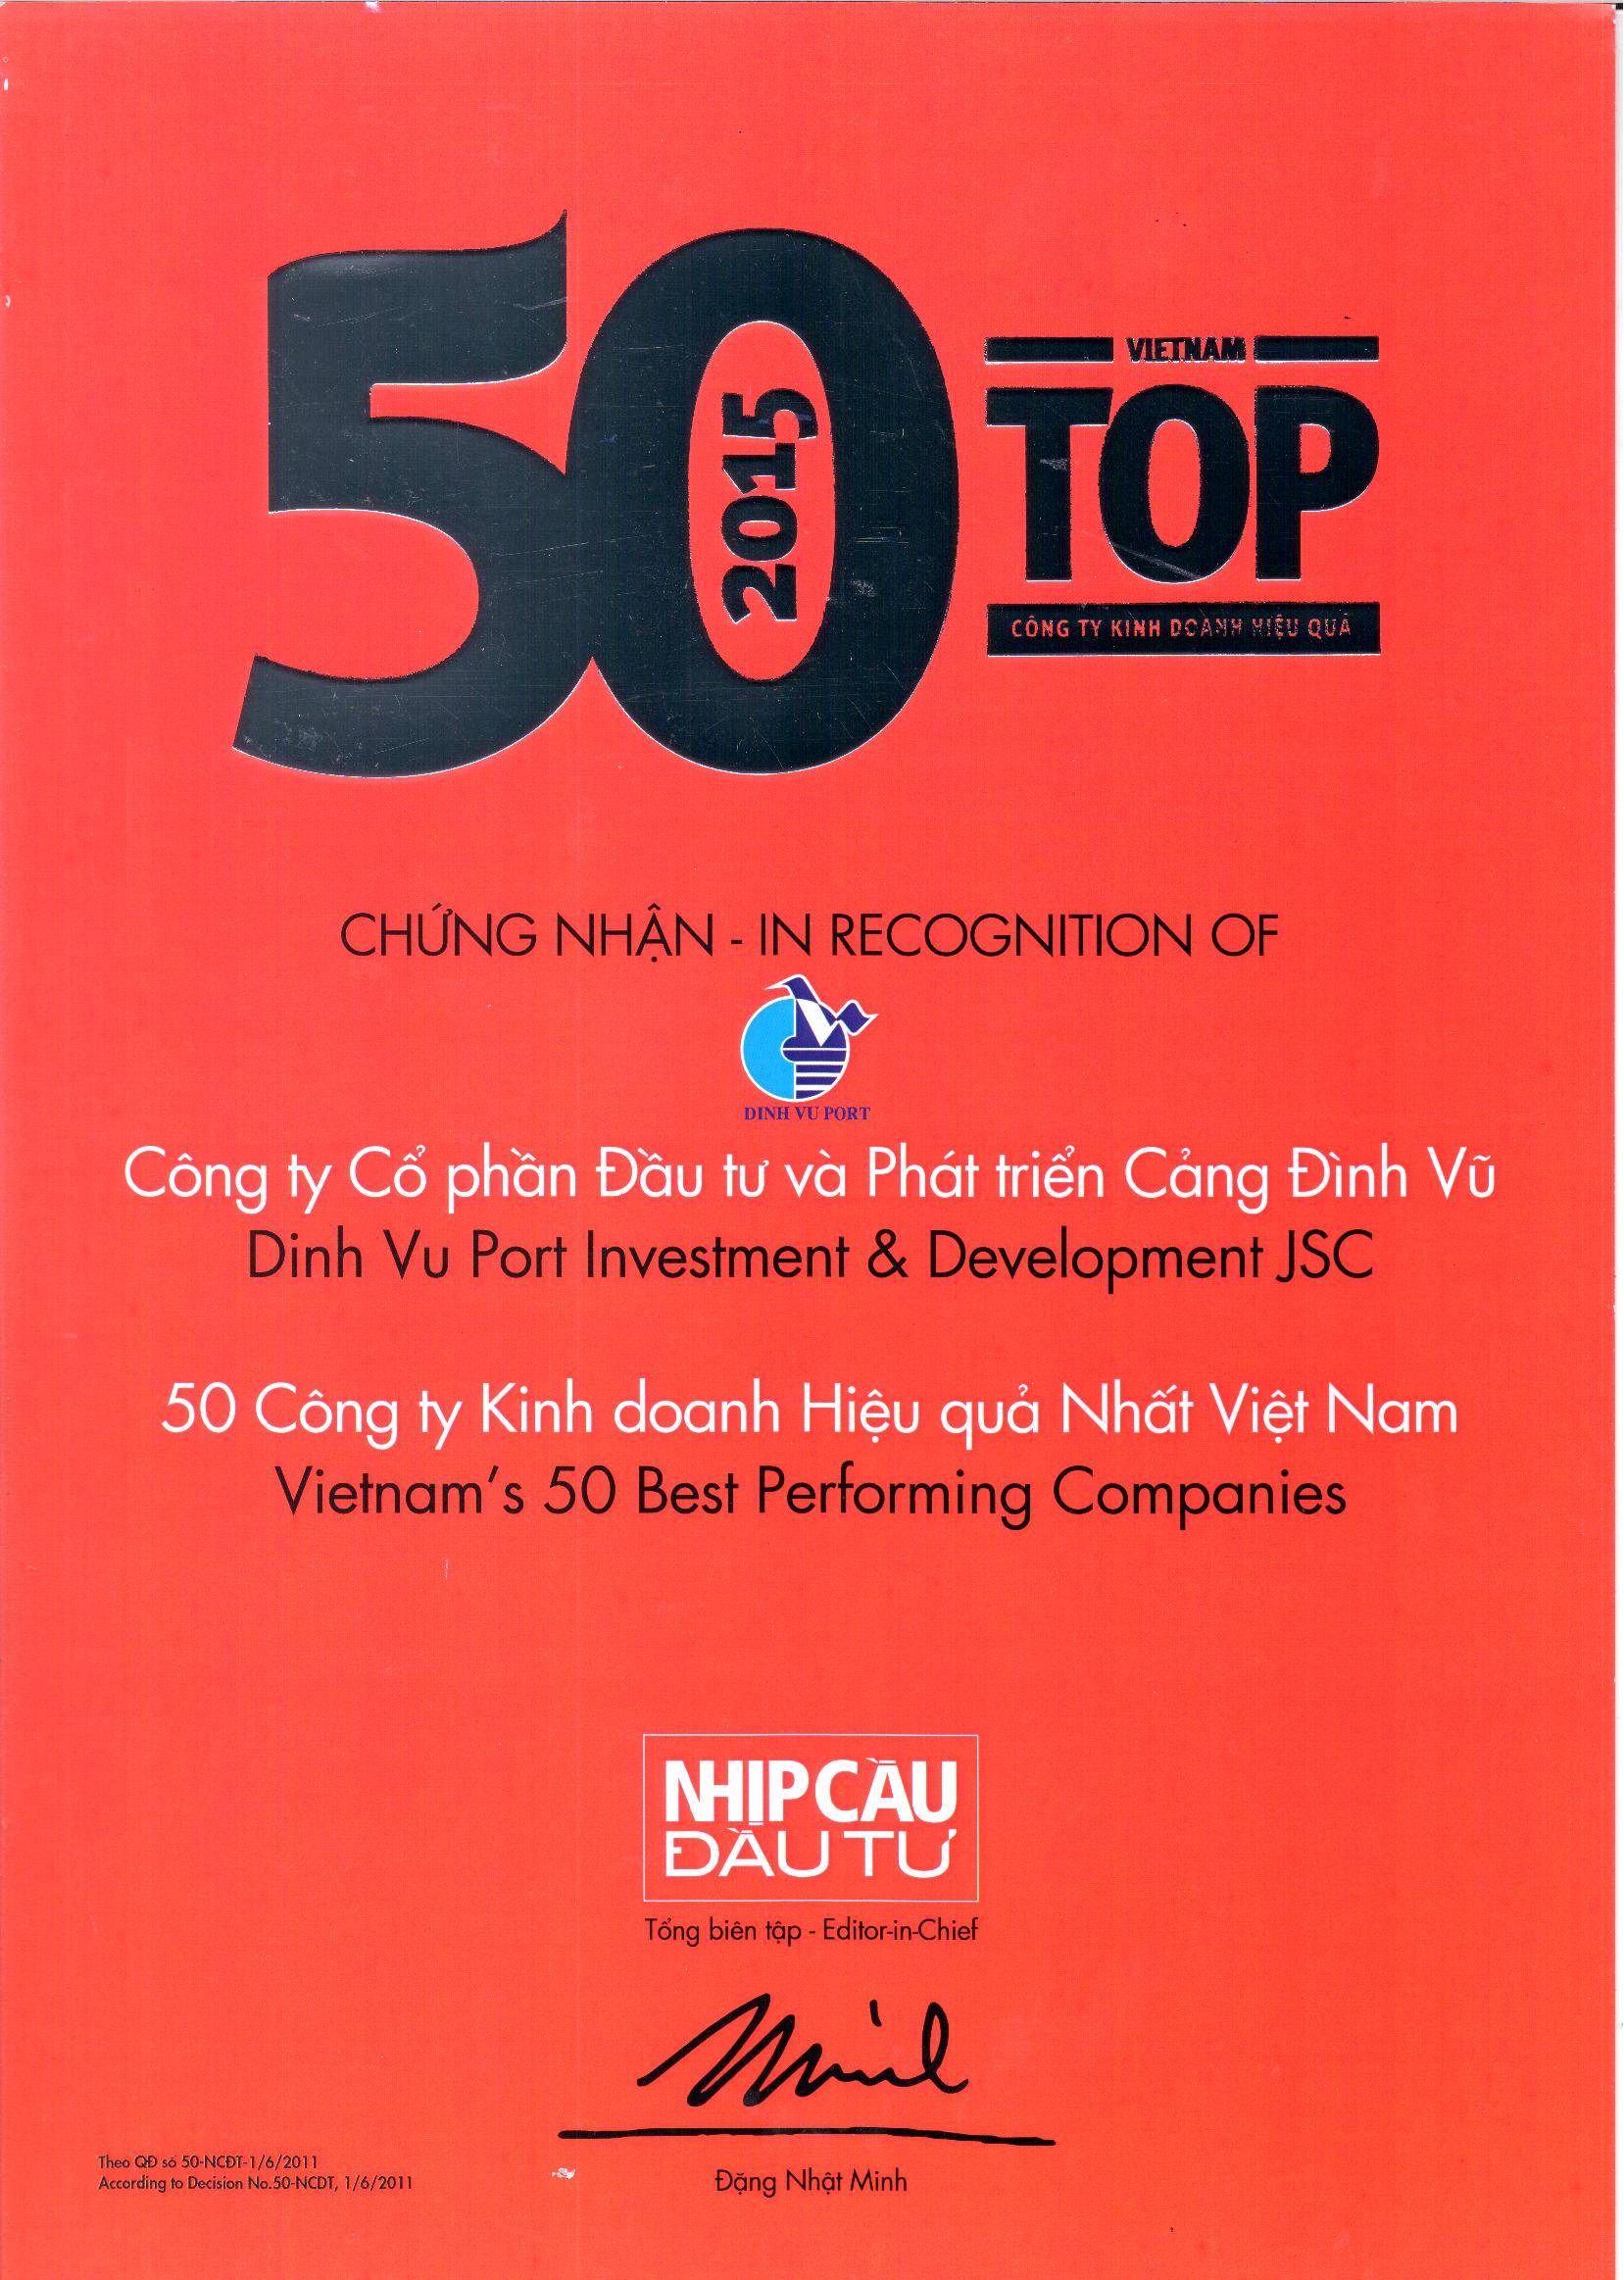 50
2015
VIETNAM
TOP
CÔNG TY KINH DOANH HIỆU QUẢ
CHỨNG NHẬN - IN RECOGNITION OF
DINH VU PORT
Công ty Cổ phần Đầu tư và Phát triển Cảng Đình Vũ
Dinh Vu Port Investment & Development JSC
50 Công ty Kinh doanh Hiệu quả Nhất Việt Nam
Vietnam's 50 Best Performing Companies
NHỊP CẦU
ĐẦU TƯ
Tổng biên tập - Editor-in-Chief
Minh
Đặng Nhật Minh
Theo QĐ số 50-NCĐT-1/6/2011
According to Decision No.50-NCDT, 1/6/2011